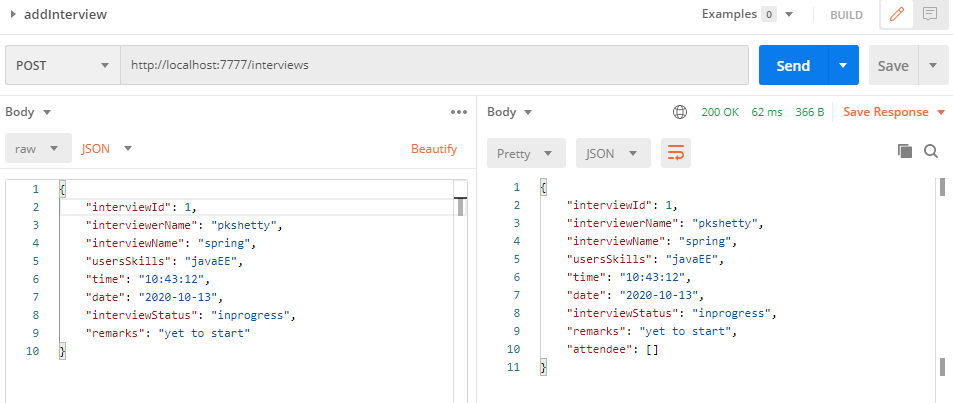 addInterview
Examples 0 BUILD
POST http://localhost:7777/interviews Send Save
Body
raw JSON Beautify
1 {
2 "interviewId": 1,
3 "interviewerName": "pkshetty",
4 "interviewName": "spring",
5 "usersSkills": "javaEE",
6 "time": "10:43:12",
7 "date": "2020-10-13",
8 "interviewStatus": "inprogress",
9 "remarks": "yet to start"
10 }
Body 200 OK 62 ms 366 B Save Response
Pretty JSON
1 {
2 "interviewId": 1,
3 "interviewerName": "pkshetty",
4 "interviewName": "spring",
5 "usersSkills": "javaEE",
6 "time": "10:43:12",
7 "date": "2020-10-13",
8 "interviewStatus": "inprogress",
9 "remarks": "yet to start",
10 "attendee": []
11 }